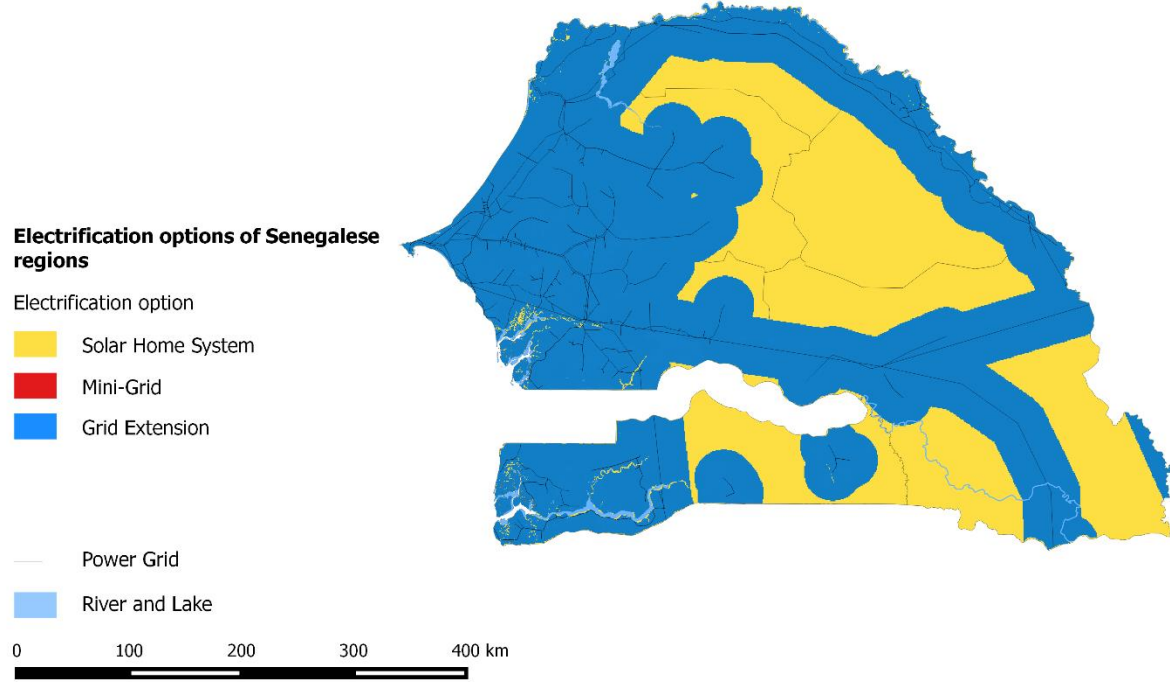 Electrification options of Senegalese
regions
Electrification option
Solar Home System
Mini-Grid
Grid Extension
Power Grid
River and Lake
0 100 200 300 400 km